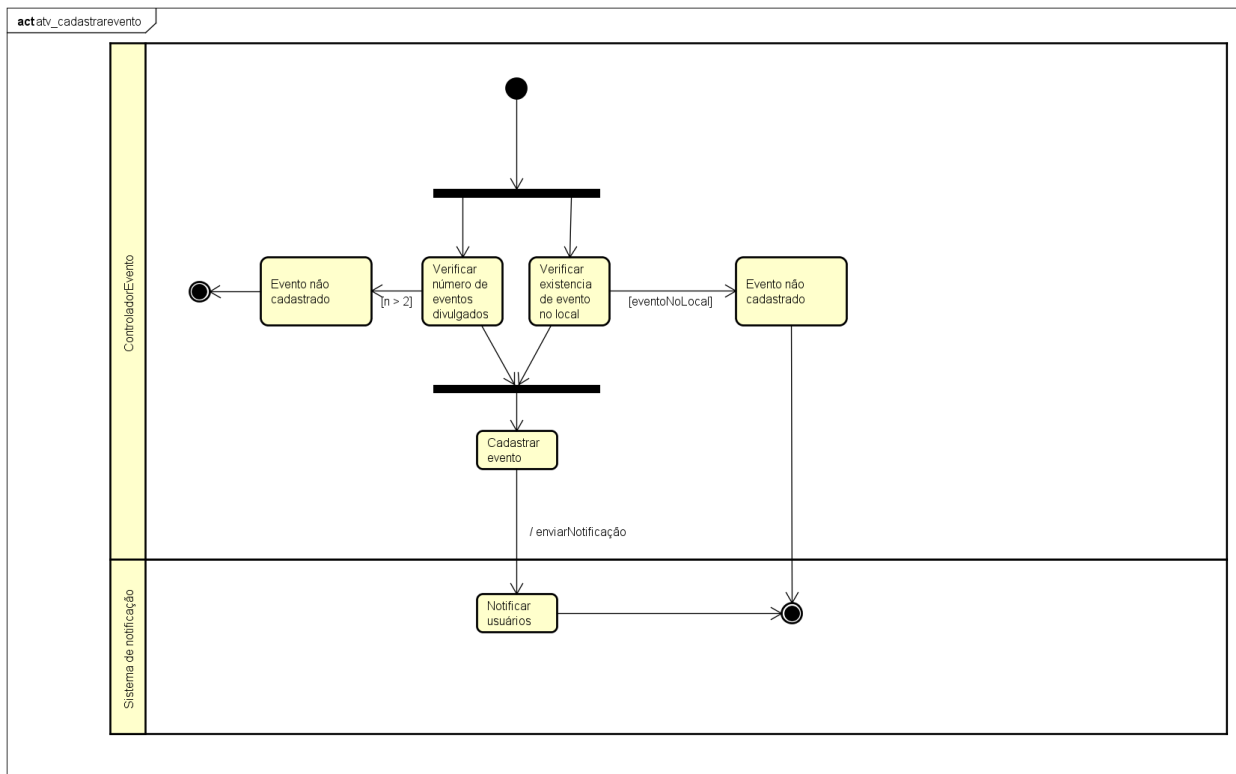 act atv_cadastrarevento
ControladorEvento
Evento não
cadastrado
[n > 2]
Verificar
número de
eventos
divulgados
Verificar
existencia
de evento
no local
[eventoNoLocal]
Evento não
cadastrado
Cadastrar
evento
/ enviarNotificação
Sistema de notificação
Notificar
usuários